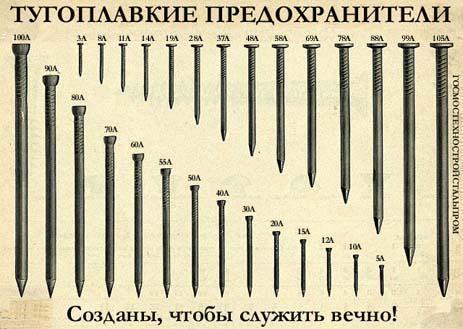 ТУГОПЛАВКИЕ ПРЕДОХРАНИТЕЛИ
100A 3A 8A 11A 14A 19A 28A 37A 48A 58A 69A 78A 88A 99A 105A
90A
80A
70A
60A
55A
50A
40A
30A
20A
15A
12A
10A
5A
ГОСМОСТЕХНОСТРОЙСТАЛЬПРОМ
Созданы, чтобы служить вечно!